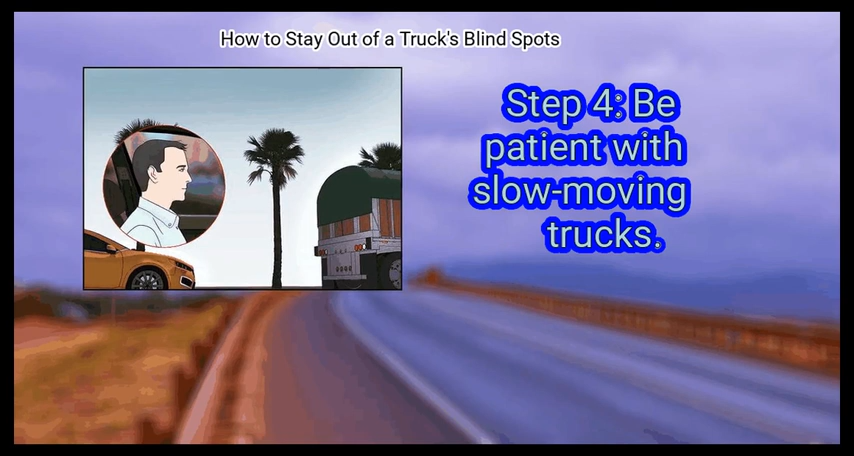 How to Stay Out of a Truck's Blind Spots
Step 4: Be
patient with
slow-moving
trucks.